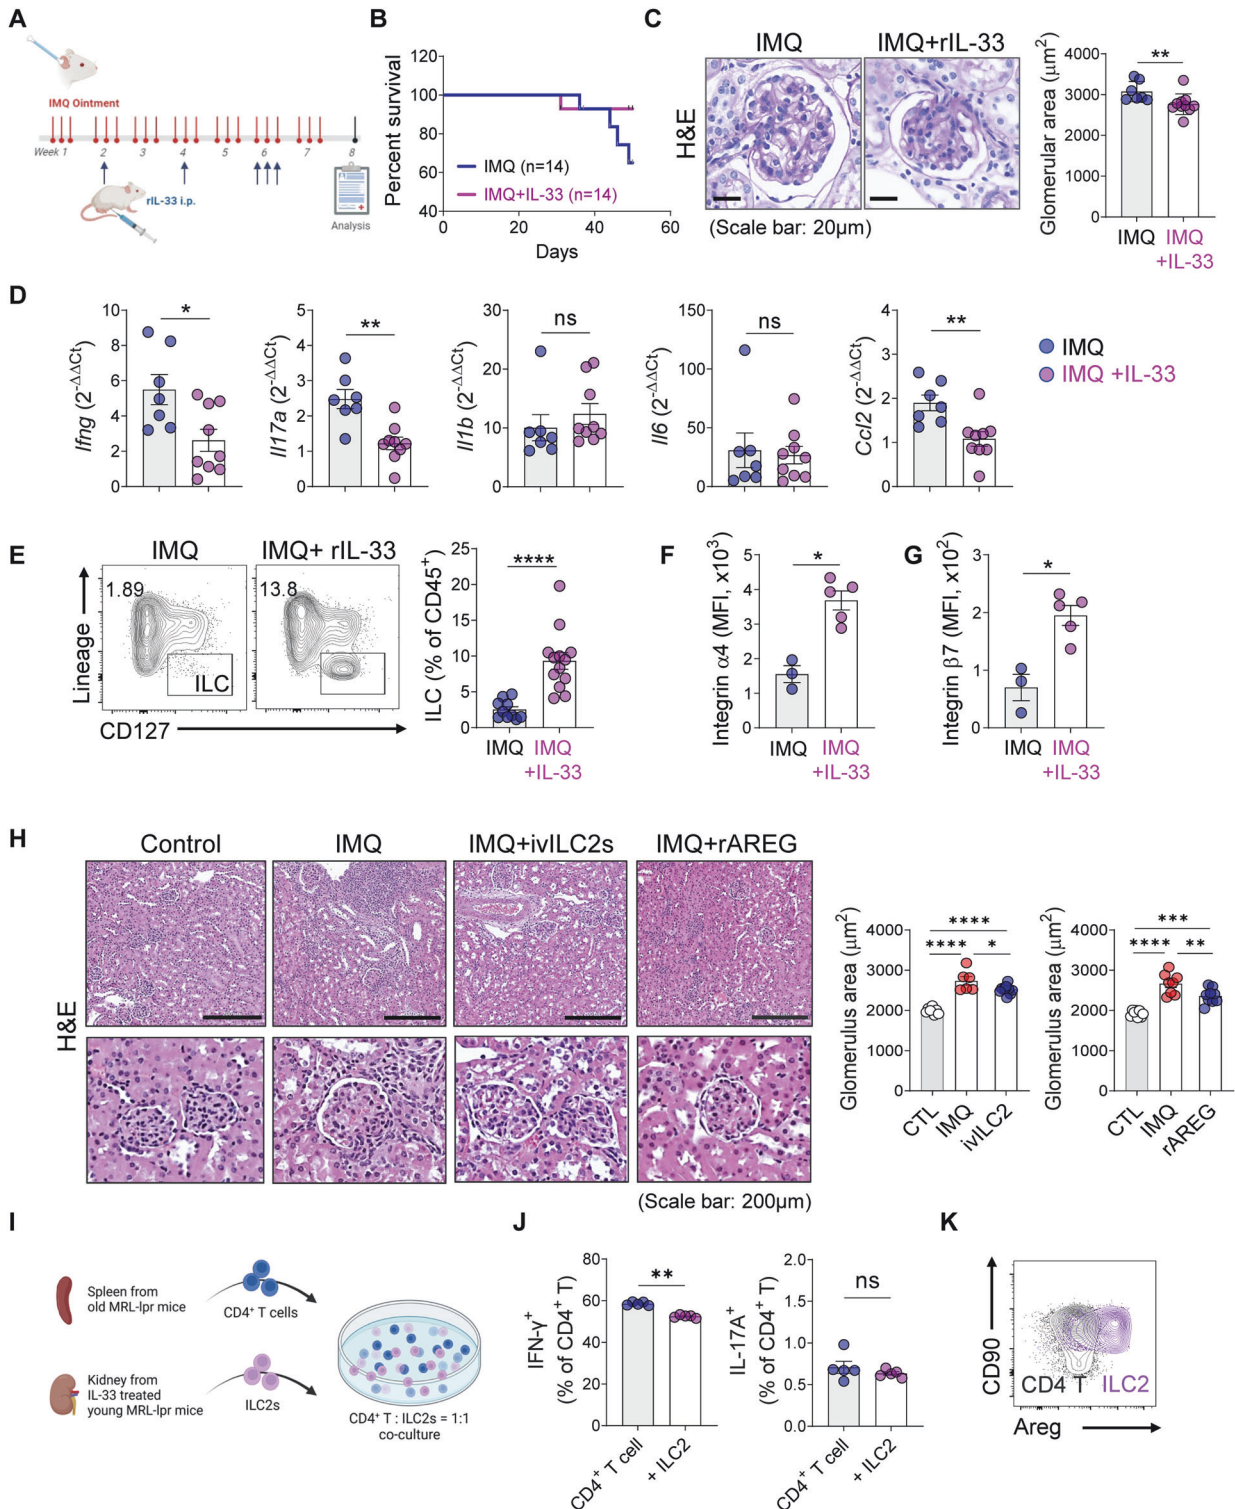 A
IMQ Ointment
Week 1 2 3 4 5 6 7 8
rIL-33 i.p.
Analysis
B
Percent survival
120
100
80
60
40
IMQ (n=14)
IMQ+IL-33 (n=14)
0 20 40 60
Days
C
IMQ IMQ+rIL-33
H&E
(Scale bar: 20μm)
Glomerular area (μm²)
4000
3000
2000
1000
0
**
IMQ IMQ
+IL-33
D
Ifng (2^-ΔΔCt)
10
8
6
4
2
0
*
Il17a (2^-ΔΔCt)
5
4
3
2
1
0
**
Il1b (2^-ΔΔCt)
30
20
10
0
ns
Il6 (2^-ΔΔCt)
150
100
50
0
ns
Ccl2 (2^-ΔΔCt)
4
3
2
1
0
**
IMQ
IMQ +IL-33
E
IMQ IMQ+ rIL-33
1.89
13.8
ILC
Lineage
CD127
ILC (% of CD45⁺)
25
20
15
10
5
0
****
IMQ IMQ
+IL-33
F
Integrin α4 (MFI, x10³)
5
4
3
2
1
0
*
IMQ IMQ
+IL-33
G
Integrin β7 (MFI, x10²)
3
2
1
0
*
IMQ IMQ
+IL-33
H
Control IMQ IMQ+ivILC2s IMQ+rAREG
H&E
(Scale bar: 200μm)
Glomerulus area (μm²)
4000
3000
2000
1000
0
****
**** *
CTL IMQ ivILC2
Glomerulus area (μm²)
4000
3000
2000
1000
0
***
**** **
CTL IMQ rAREG
I
Spleen from
old MRL-lpr mice
CD4⁺ T cells
Kidney from
IL-33 treated
young MRL-lpr mice
ILC2s
CD4⁺ T : ILC2s = 1:1
co-culture
J
IFN-γ⁺
(% of CD4⁺ T)
80
60
40
20
0
**
CD4⁺ T cell
+ ILC2
IL-17A⁺
(% of CD4⁺ T)
2.0
1.5
1.0
0.5
0.0
ns
CD4⁺ T cell
+ ILC2
K
CD90
CD4 T ILC2
Areg